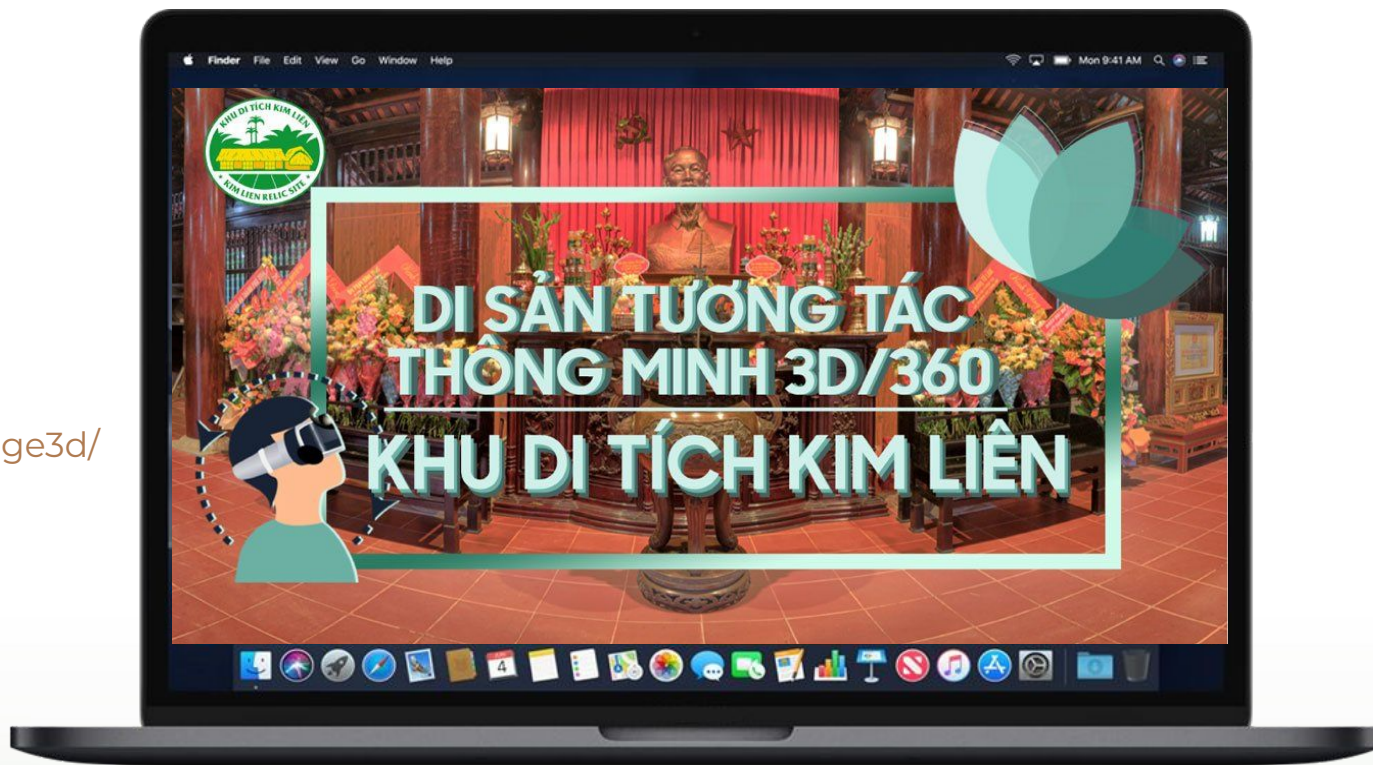 Finder File Edit View Go Window Help
Mon 9:41 AM
KHU DI TÍCH KIM LIÊN
KIM LIEN RELIC SITE
DI SẢN TƯƠNG TÁC
THÔNG MINH 3D/360
KHU DI TÍCH KIM LIÊN
ge3d/
4